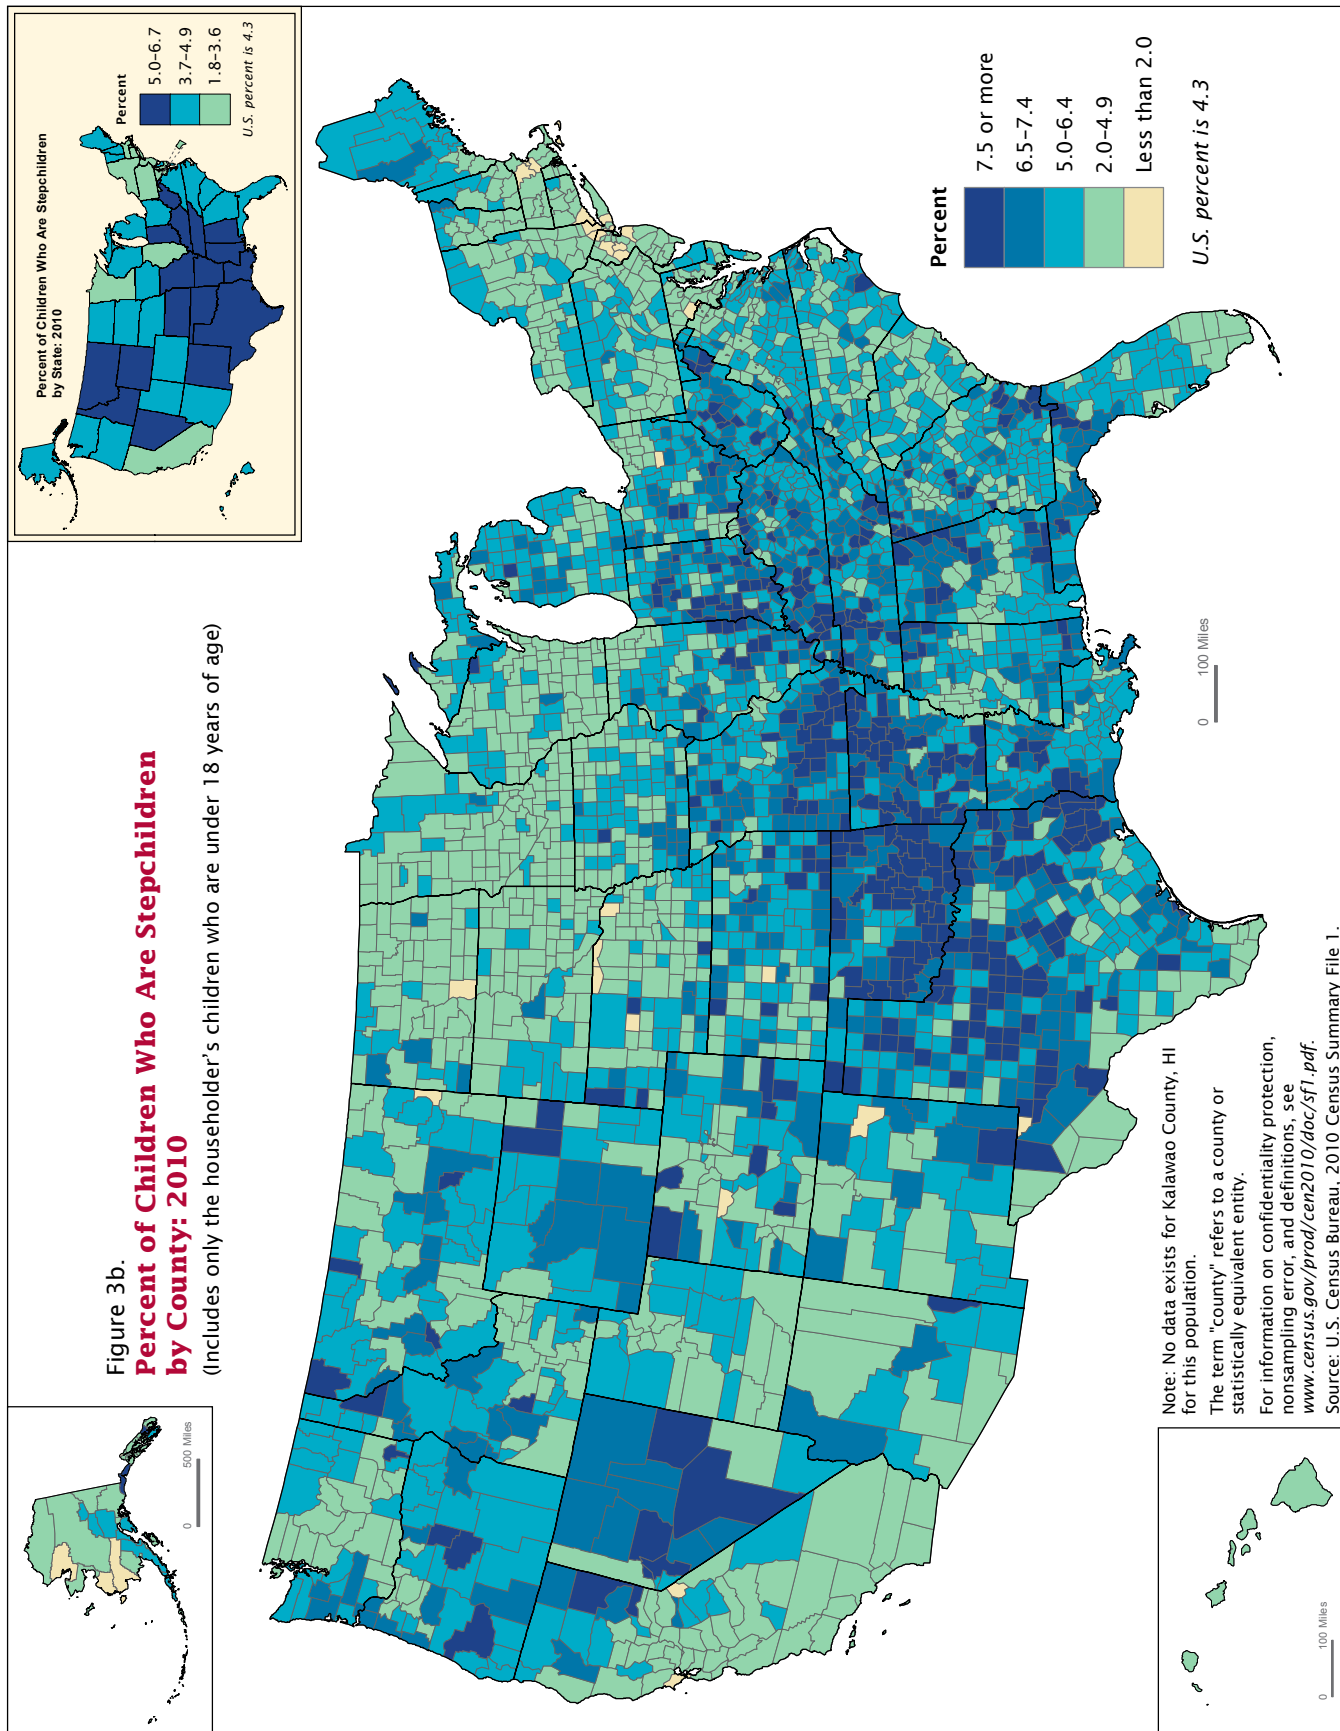 Figure 3b.
Percent of Children Who Are Stepchildren
by County: 2010
(Includes only the householder's children who are under 18 years of age)
Percent of Children Who Are Stepchildren
by State: 2010
Percent
5.0–6.7
3.7–4.9
1.8–3.6
U.S. percent is 4.3
0 500 Miles
Percent
7.5 or more
6.5–7.4
5.0–6.4
2.0–4.9
Less than 2.0
U.S. percent is 4.3
0 100 Miles
0 100 Miles
Note: No data exists for Kalawao County, HI
for this population.
The term "county" refers to a county or
statistically equivalent entity.
For information on confidentiality protection,
nonsampling error, and definitions, see
www.census.gov/prod/cen2010/doc/sf1.pdf.
Source: U.S. Census Bureau, 2010 Census Summary File 1.